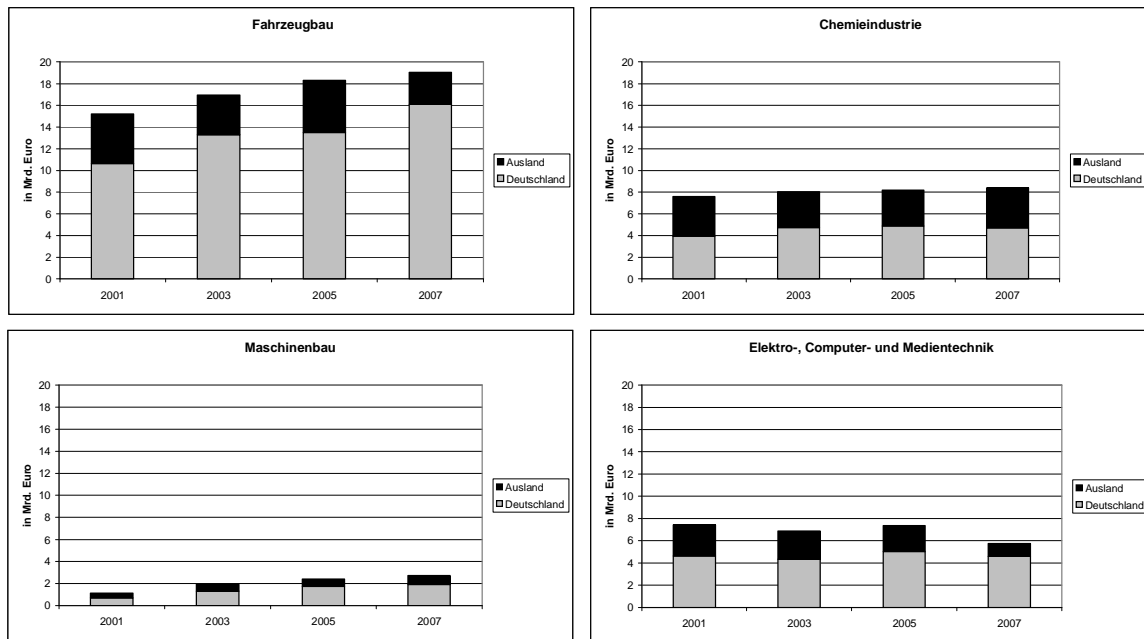 Fahrzeugbau
in Mrd. Euro
20
18
16
14
12
10
8
6
4
2
0
2001 2003 2005 2007
Ausland
Deutschland
Chemieindustrie
in Mrd. Euro
20
18
16
14
12
10
8
6
4
2
0
2001 2003 2005 2007
Ausland
Deutschland
Maschinenbau
in Mrd. Euro
20
18
16
14
12
10
8
6
4
2
0
2001 2003 2005 2007
Ausland
Deutschland
Elektro-, Computer- und Medientechnik
in Mrd. Euro
20
18
16
14
12
10
8
6
4
2
0
2001 2003 2005 2007
Ausland
Deutschland